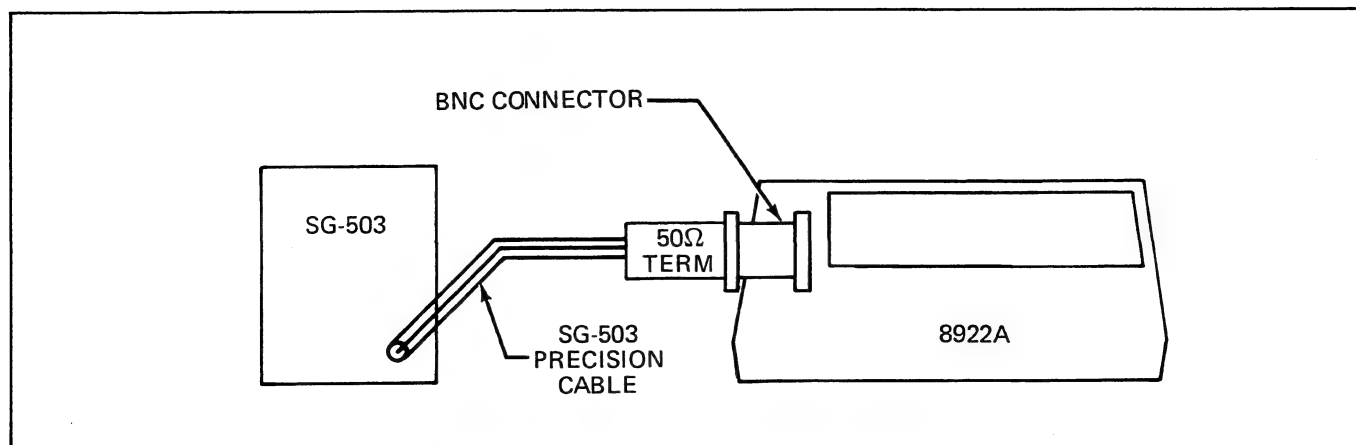 BNC CONNECTOR
SG-503
50Ω
TERM
SG-503
PRECISION
CABLE
8922A